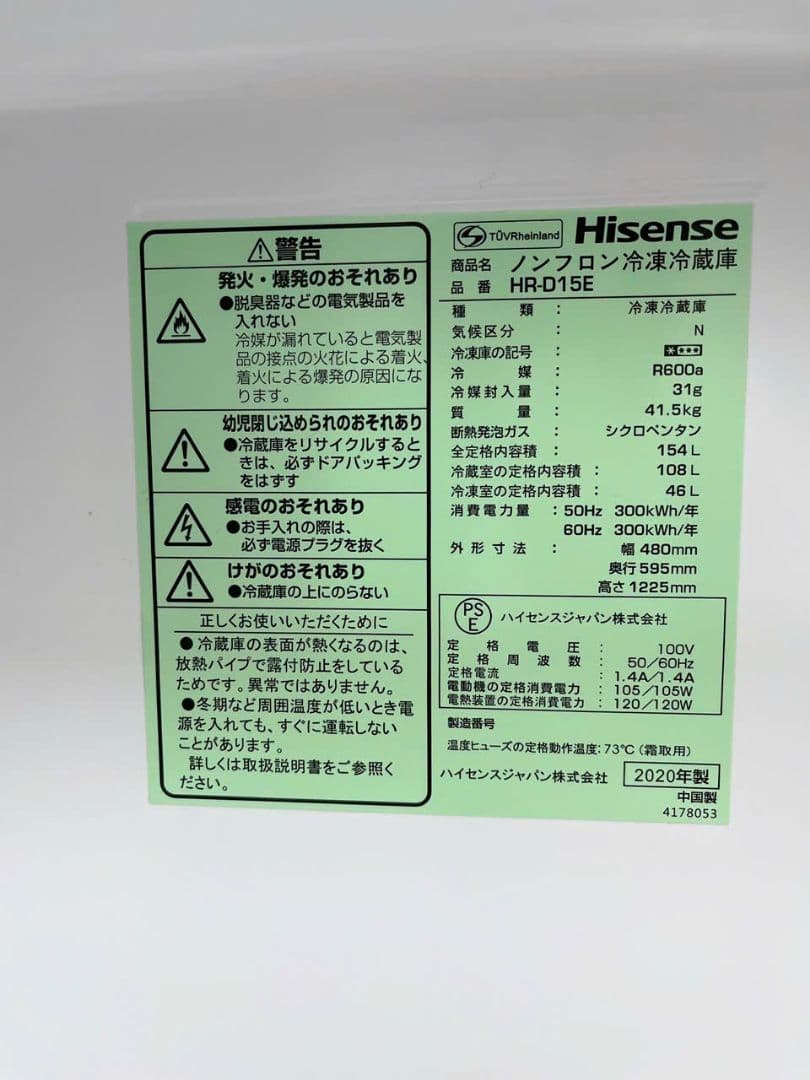 警告
発火・爆発のおそれあり
●脱臭器などの電気製品を
入れない
冷媒が漏れていると電気製
品の接点の火花による着火、
着火による爆発の原因にな
ります。
幼児閉じ込められのおそれあり
●冷蔵庫をリサイクルすると
きは、必ずドアパッキング
をはずす
感電のおそれあり
●お手入れの際は、
必ず電源プラグを抜く
けがのおそれあり
●冷蔵庫の上にのらない
正しくお使いいただくために
●冷蔵庫の表面が熱くなるのは、
放熱パイプで露付防止をしている
ためです。異常ではありません。
●冬期など周囲温度が低いとき電
源を入れても、すぐに運転しない
ことがあります。
詳しくは取扱説明書をご参照く
ださい。
TÜVRheinland Hisense
商品名 ノンフロン冷凍冷蔵庫
品番 HR-D15E
種類：冷凍冷蔵庫
気候区分：N
冷凍庫の記号：* ***
冷媒：R600a
冷媒封入量：31g
質量：41.5kg
断熱発泡ガス：シクロペンタン
全定格内容積：154L
冷蔵室の定格内容積：108L
冷凍室の定格内容積：46L
消費電力量：50Hz 300kWh/年
60Hz 300kWh/年
外形寸法：幅 480mm
奥行 595mm
高さ 1225mm
PS
E
ハイセンスジャパン株式会社
定格電圧：100V
定格周波数：50/60Hz
定格電流：1.4A/1.4A
電動機の定格消費電力：105/105W
電熱装置の定格消費電力：120/120W
製造番号
温度ヒューズの定格動作温度：73℃(霜取用)
ハイセンスジャパン株式会社 2020年製
中国製
4178053